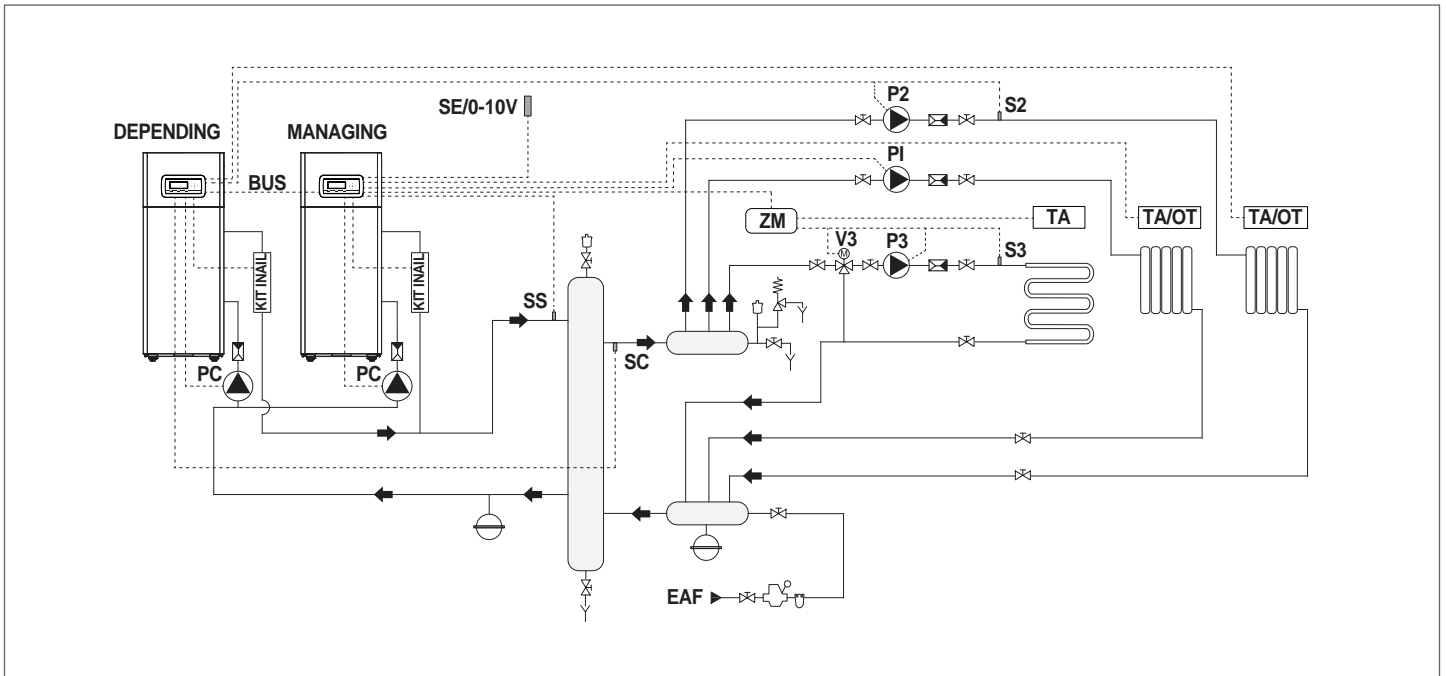 P2
S2
SE/0-10V
DEPENDING
MANAGING
PI
BUS
ZM
TA
TA/OT
TA/OT
V3
M
P3
S3
KIT INAIL
KIT INAIL
SS
SC
PC
PC
EAF